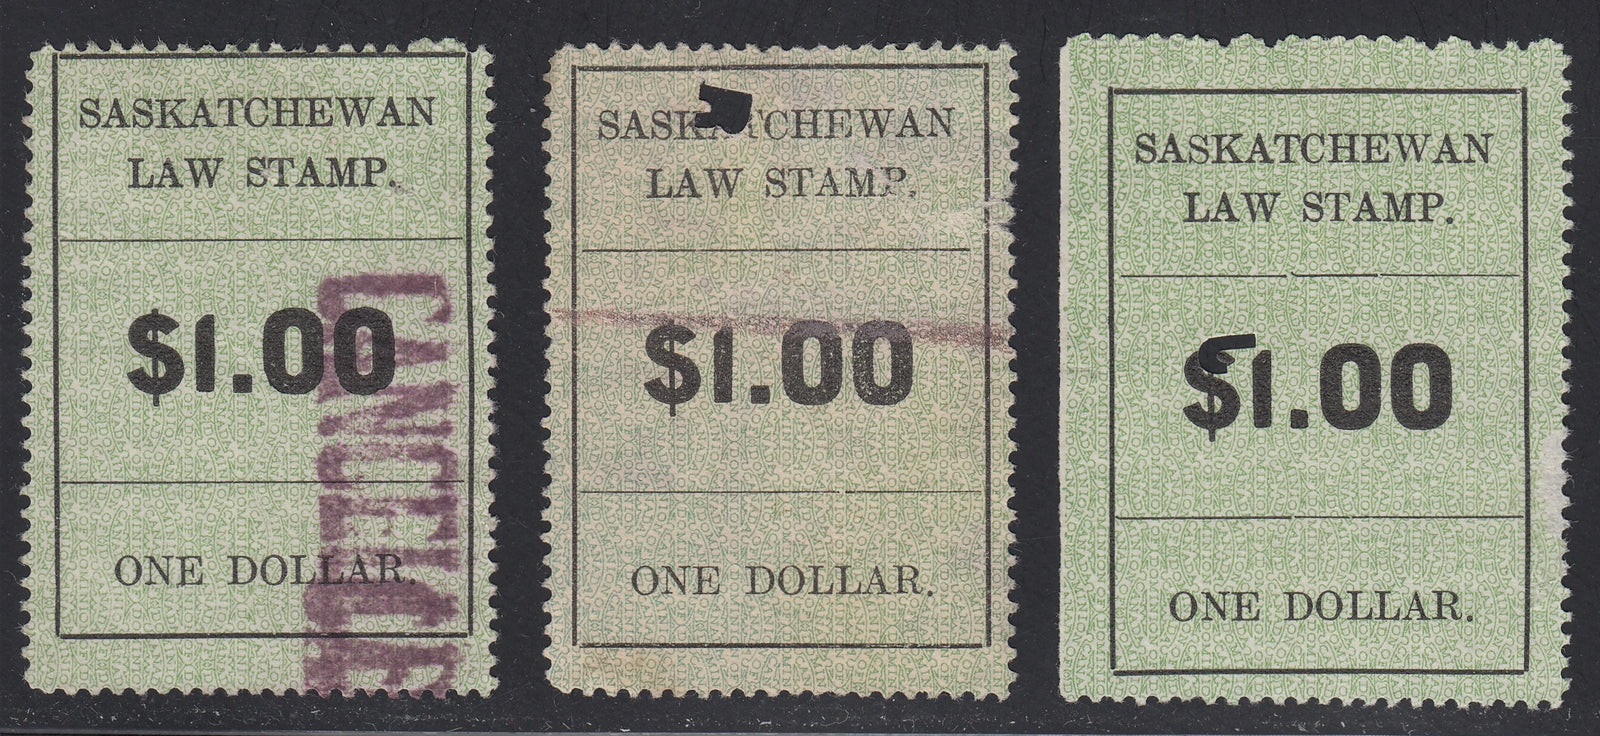 SASKATCHEWAN
LAW STAMP.
$1.00
ONE DOLLAR.
CANCELLE
SASKATCHEWAN
LAW STAMP.
$1.00
ONE DOLLAR.
SASKATCHEWAN
LAW STAMP.
$1.00
ONE DOLLAR.